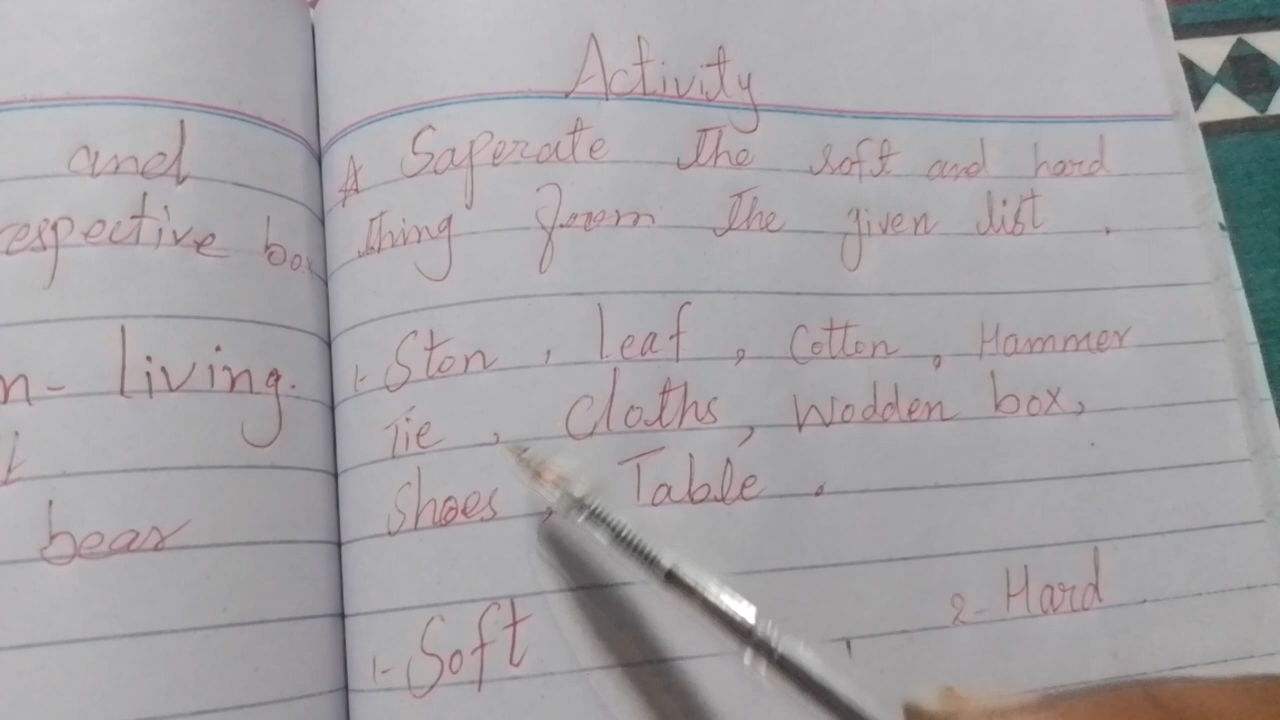 and
espective box
n- living.
bear
Activity
A Saperate The soft and hard
Thing from The given list .
1- Ston , leaf , Cotton , Hammer
Tie , Cloths, Wodden box,
Shoes , Table .
1- Soft
2- Hard